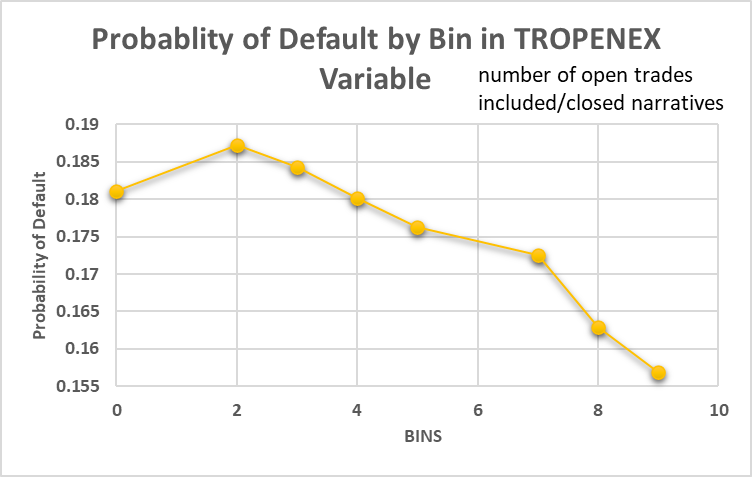 Probablity of Default by Bin in TROPENEX
Variable
number of open trades
included/closed narratives
0.19
0.185
0.18
0.175
0.17
0.165
0.16
0.155
Probability of Default
0 2 4 6 8 10
BINS